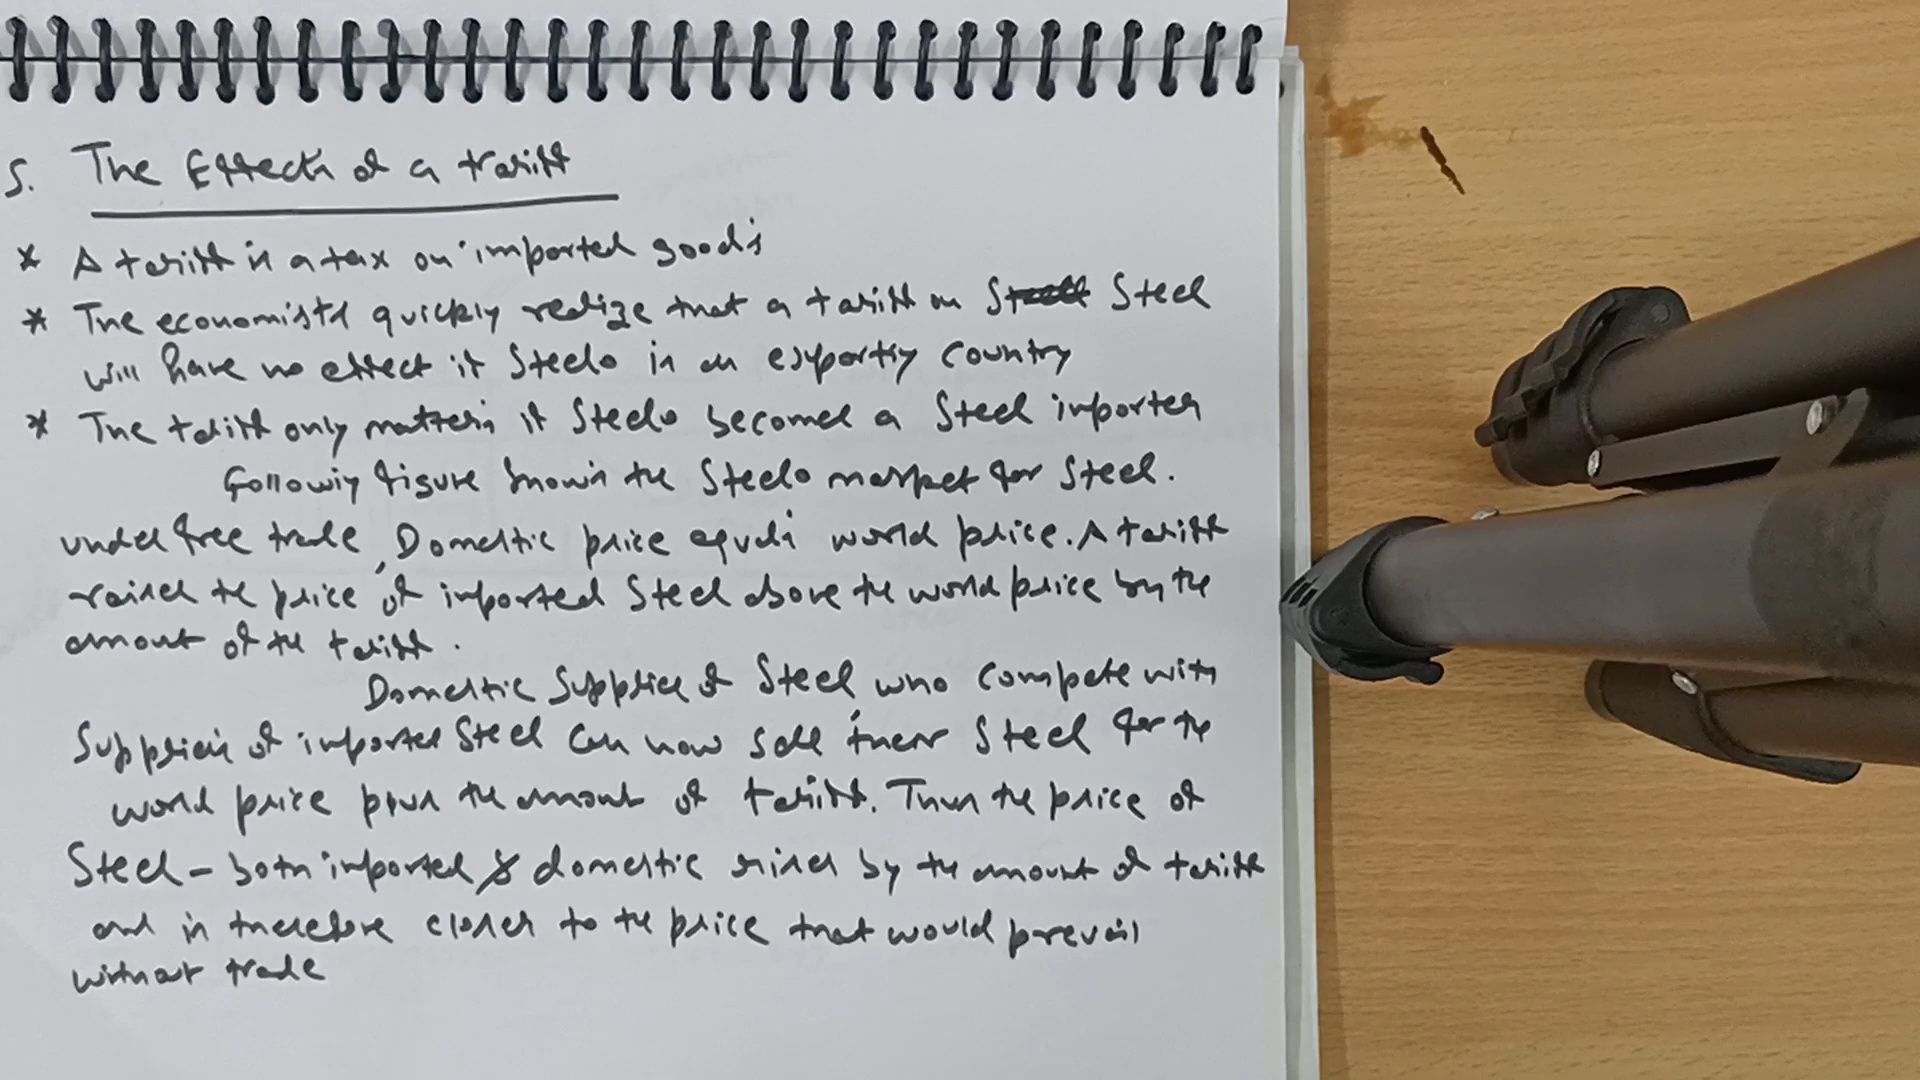 5. The Effects of a tariff
* A tariff is a tax on imported goods
* The economists quickly realize that a tariff on Steel
will have no effect if Steelo is an exporting country
* The tariff only matters if Steelo becomes a Steel importer
Following figure shows the Steelo market for Steel.
under free trade, Domestic price equals world price. A tariff
raises the price of imported Steel above the world price by the
amount of the tariff.
Domestic Supplies of Steel, who compete with
Suppliers of imported Steel can now sell their Steel for the
world price plus the amount of tariff. Thus the price of
Steel - both imported & domestic rises by the amount of tariff
and is therefore closer to the price that would prevail
without trade